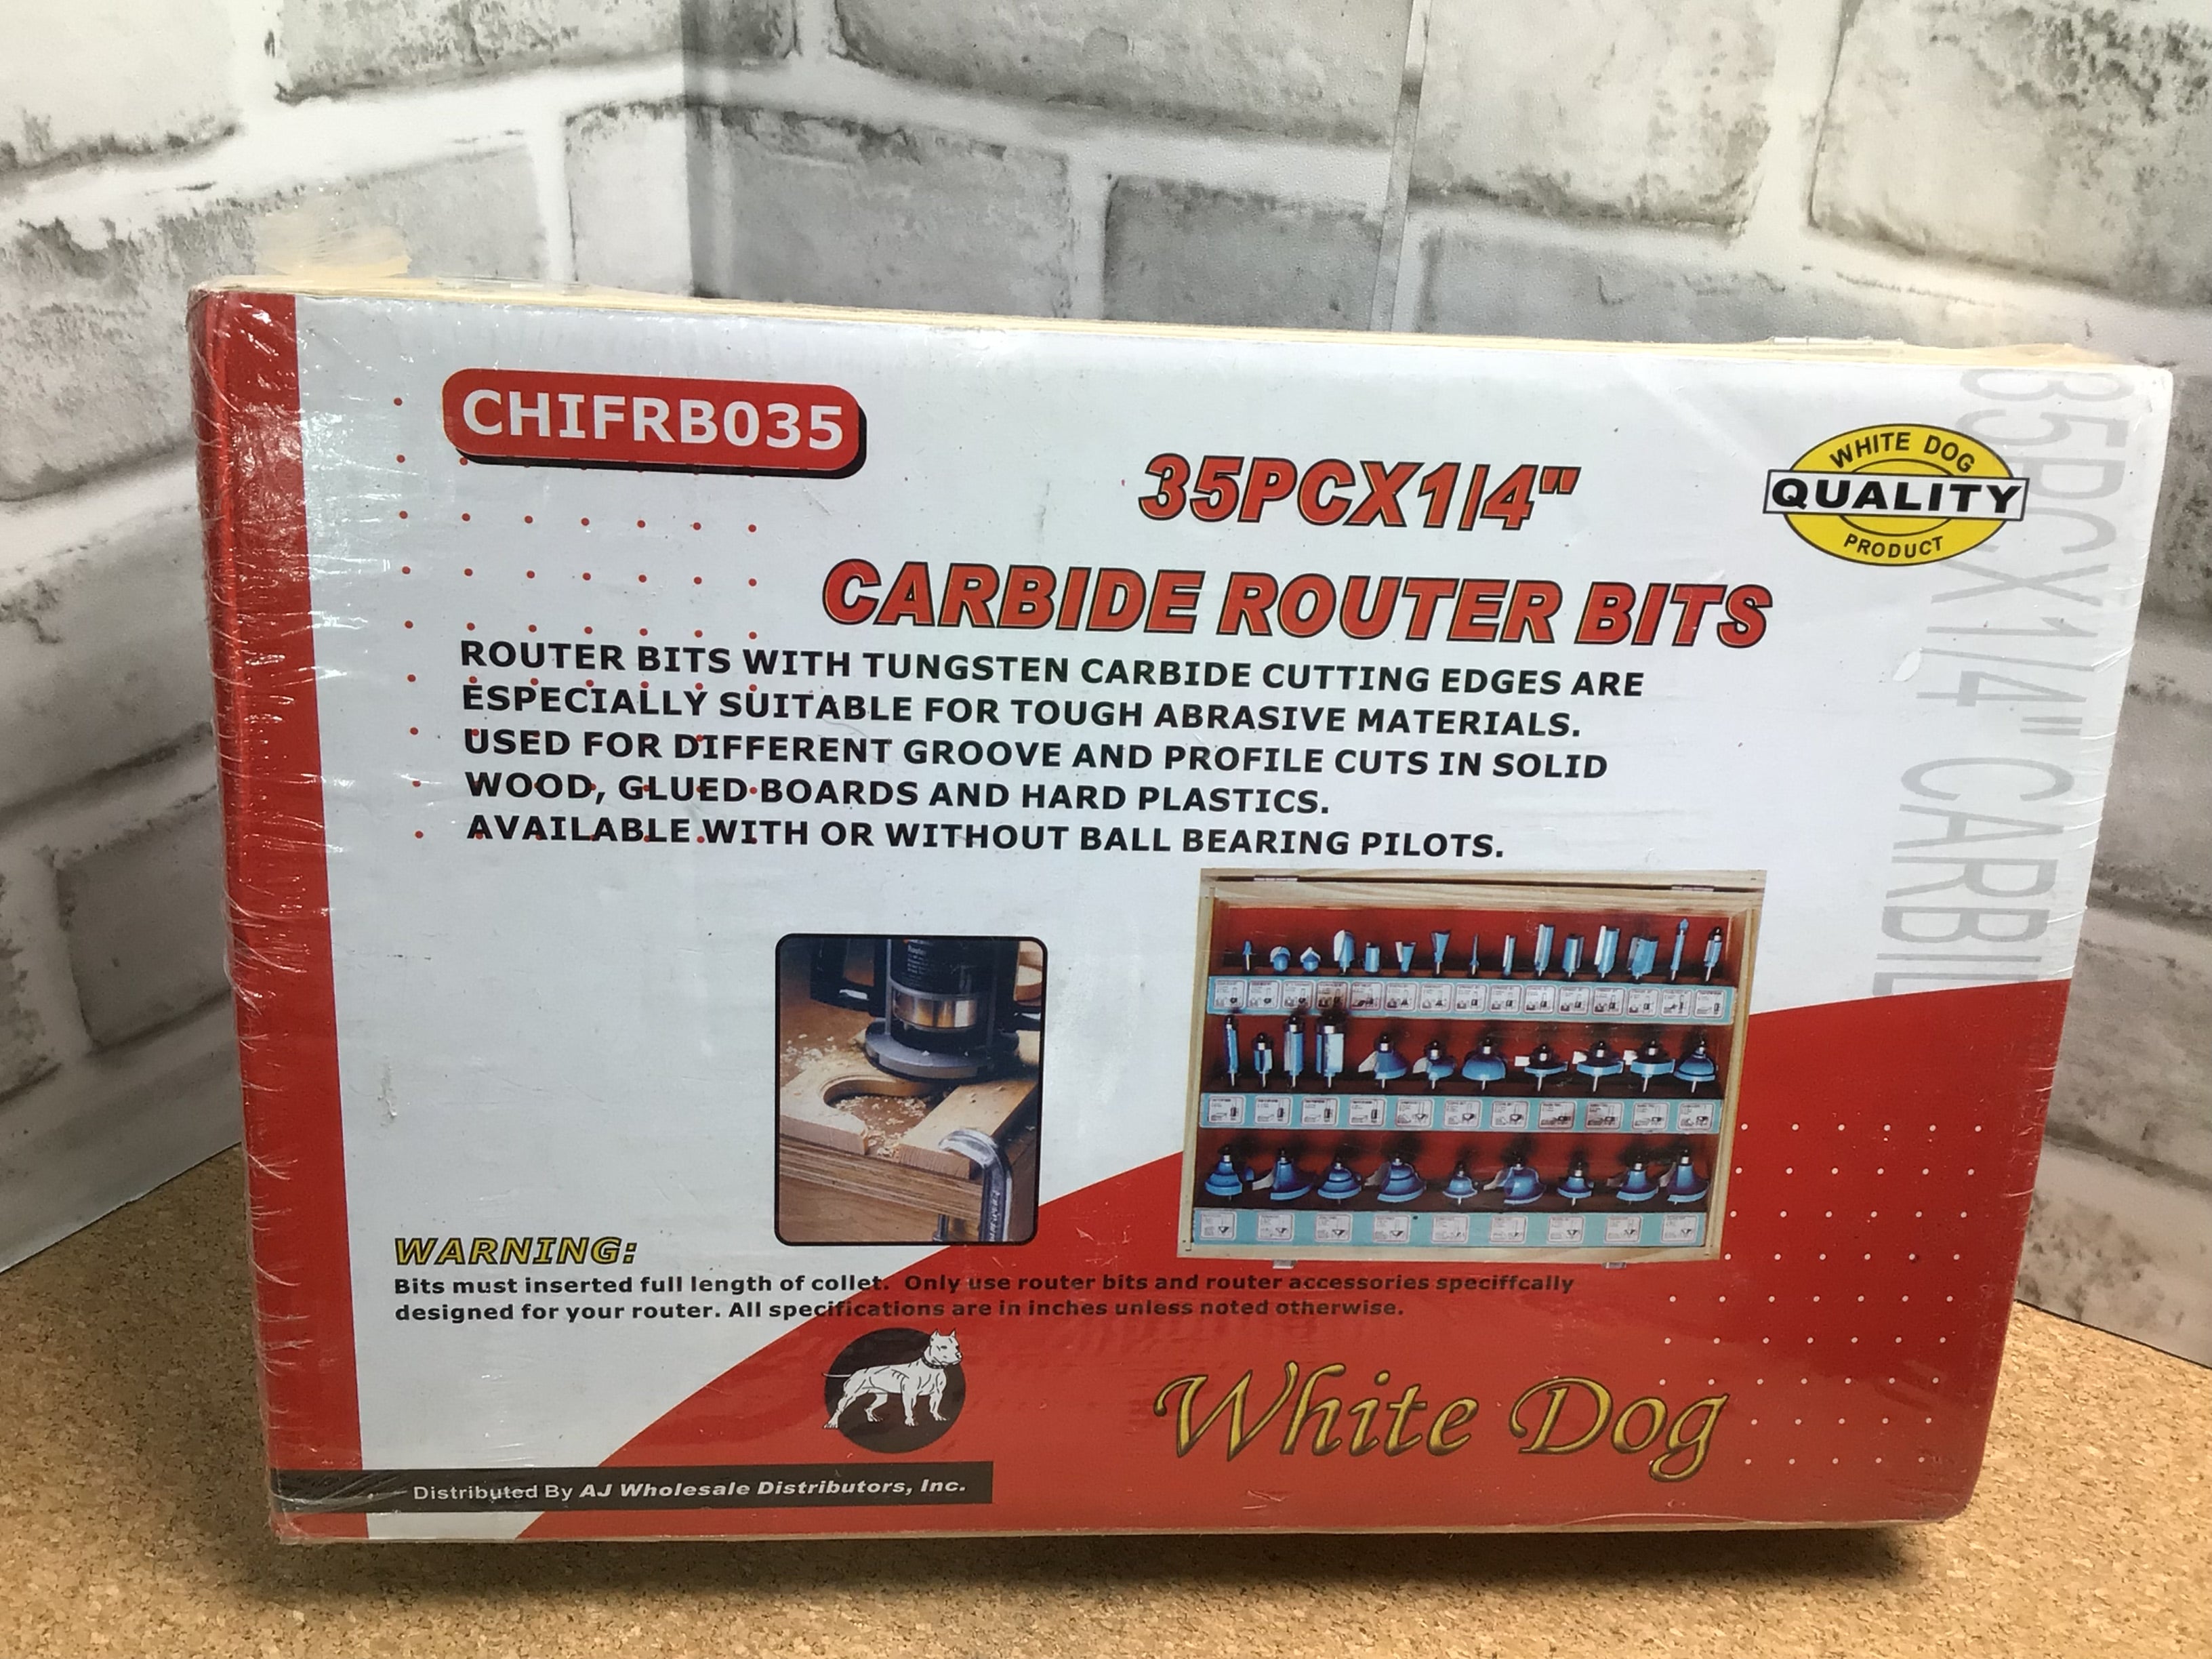 CHIFRB035
35PCX1/4"
CARBIDE ROUTER BITS
WHITE DOG
QUALITY
PRODUCT
35PCX1/4" CARBI
ROUTER BITS WITH TUNGSTEN CARBIDE CUTTING EDGES ARE
ESPECIALLY SUITABLE FOR TOUGH ABRASIVE MATERIALS.
USED FOR DIFFERENT GROOVE AND PROFILE CUTS IN SOLID
WOOD, GLUED BOARDS AND HARD PLASTICS.
AVAILABLE WITH OR WITHOUT BALL BEARING PILOTS.
WARNING:
Bits must inserted full length of collet. Only use router bits and router accessories speciffcally
designed for your router. All specifications are in inches unless noted otherwise.
White Dog
Distributed By AJ Wholesale Distributors, Inc.